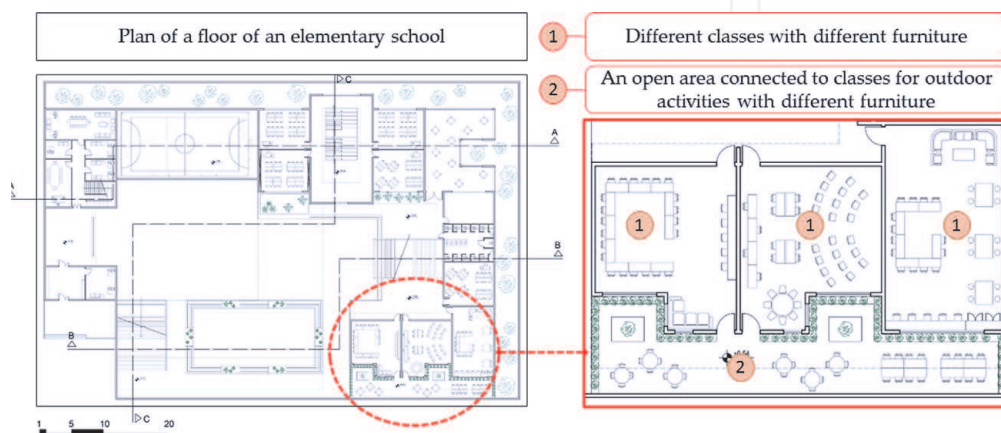 Plan of a floor of an elementary school
1
Different classes with different furniture
2
An open area connected to classes for outdoor
activities with different furniture
C
A
A
B
B
C
1 5 10 20
1
1
1
2